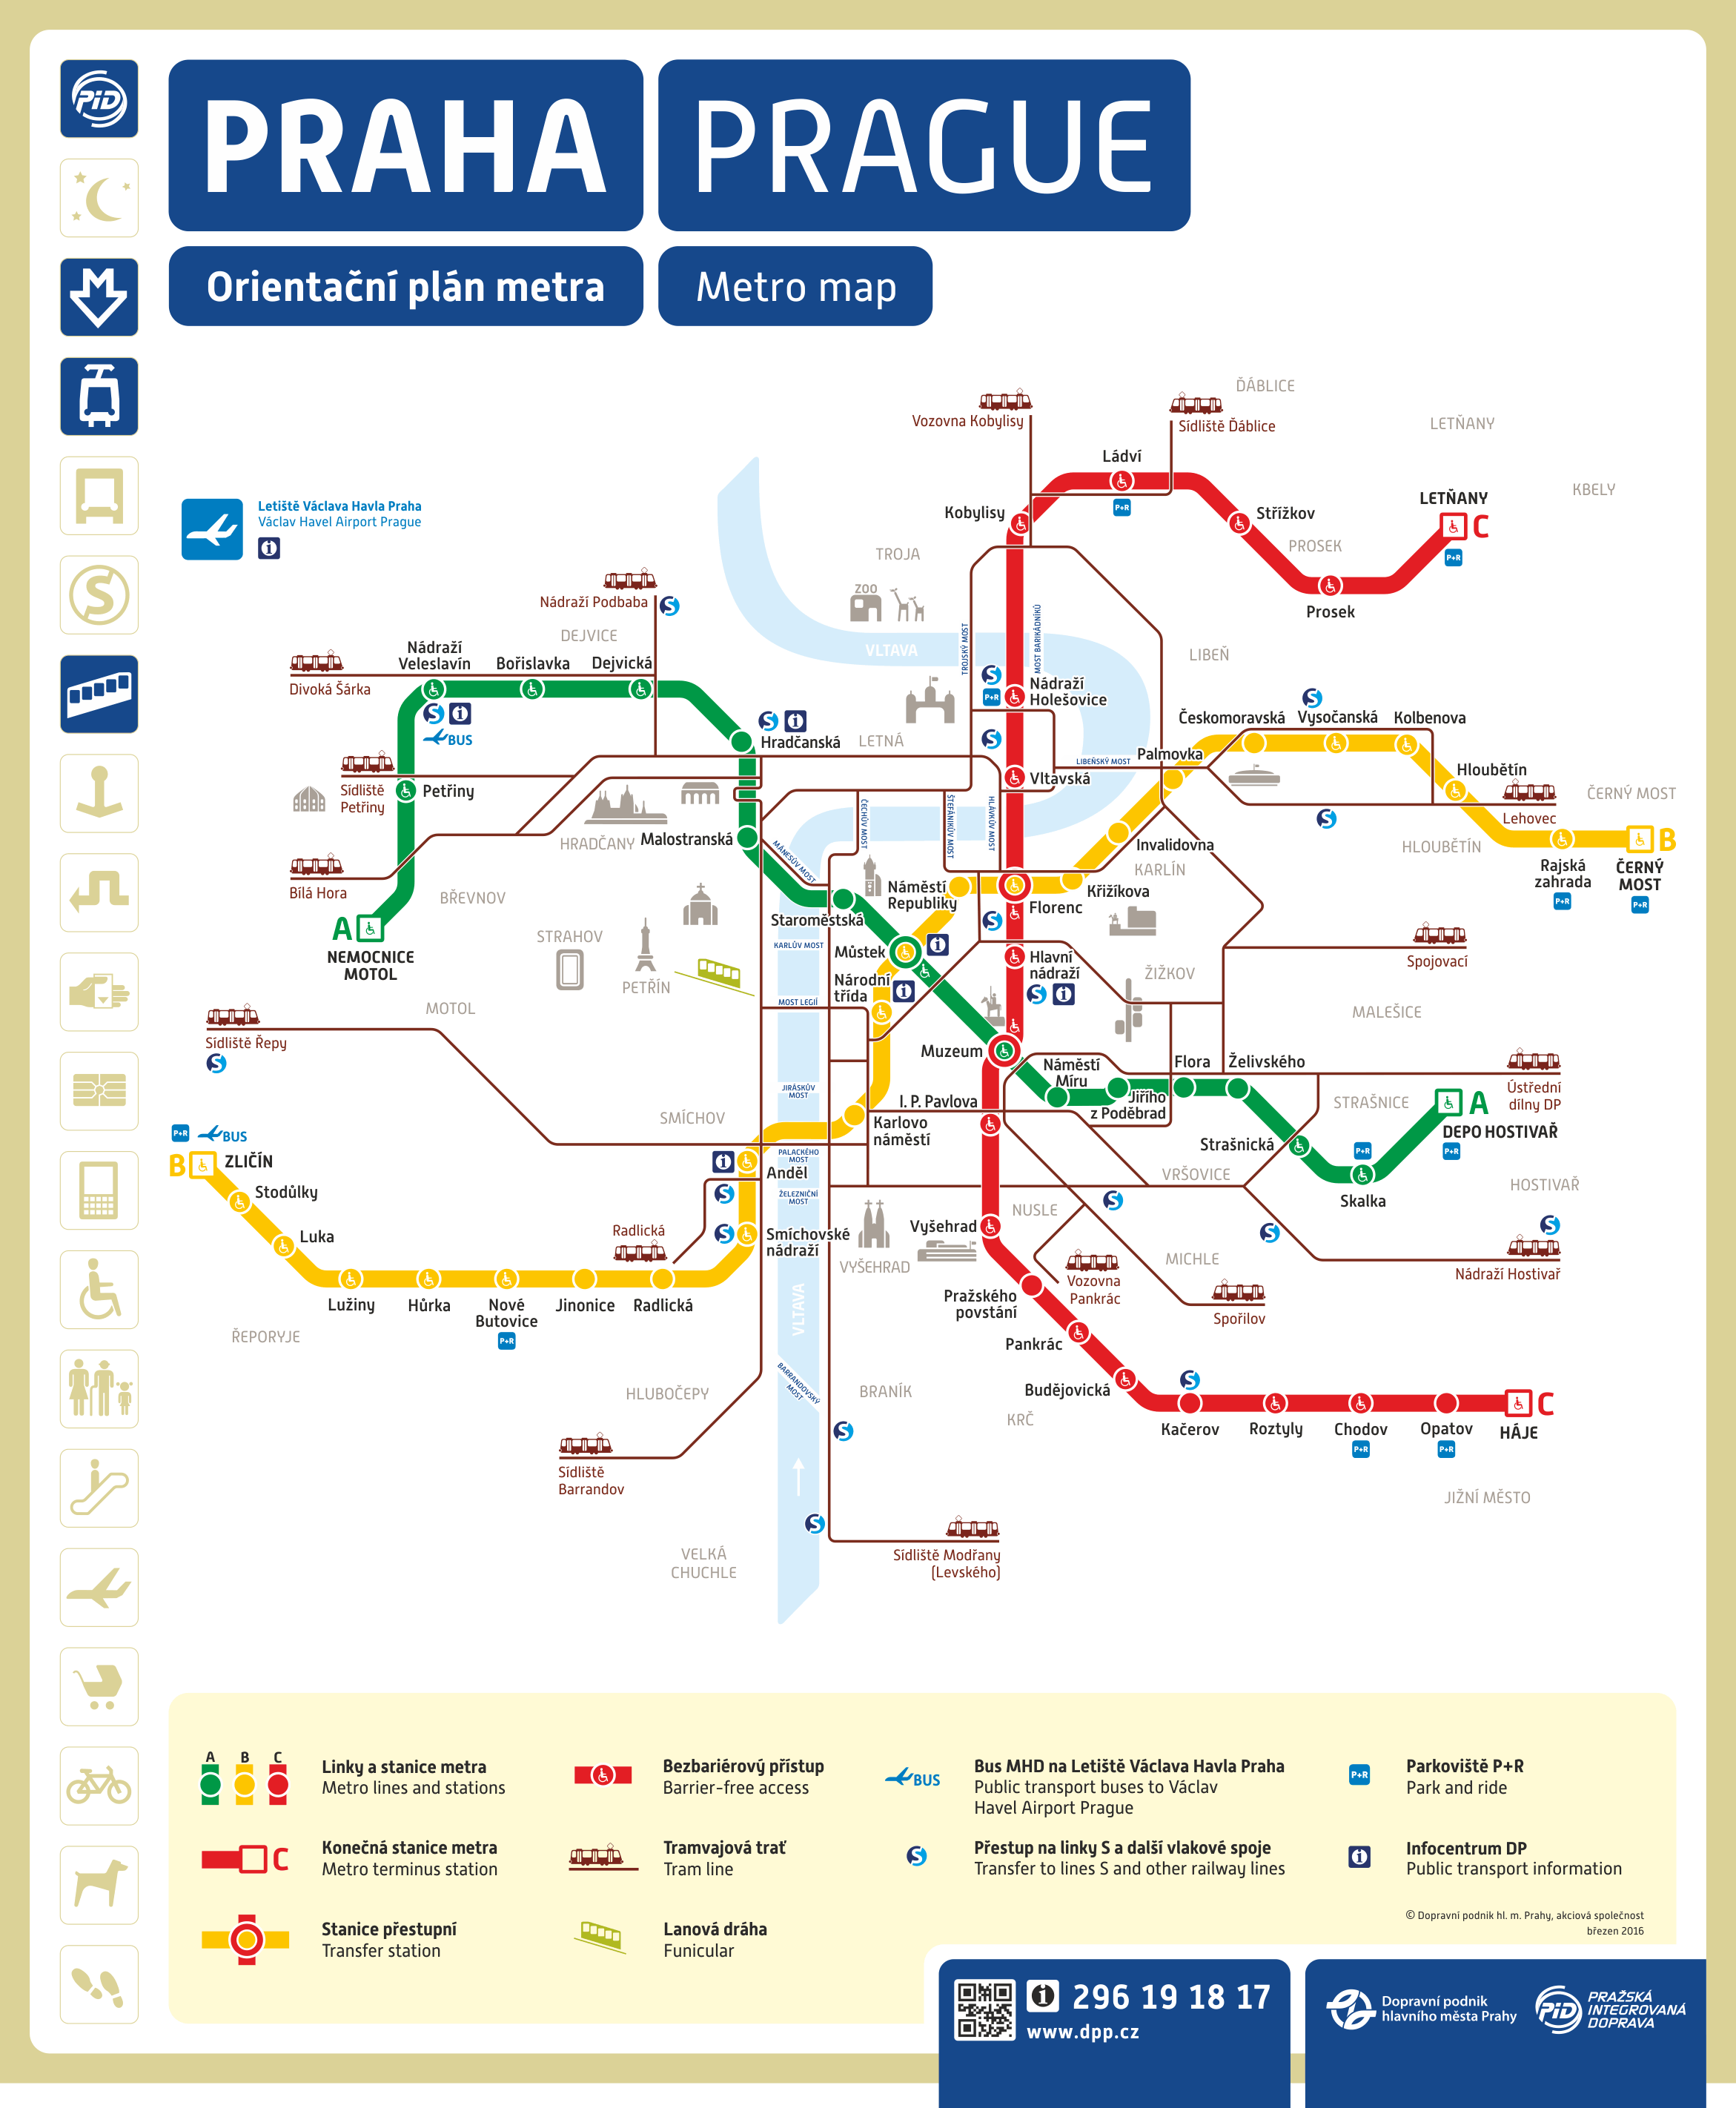 PiD
PRAHA
PRAGUE
Orientační plán metra
Metro map
Letiště Václava Havla Praha
Václav Havel Airport Prague
Vozovna Kobylisy
Sídliště Ďáblice
ĎÁBLICE
LETŇANY
KBELY
Ládví
P+R
Kobylisy
Střížkov
PROSEK
LETŇANY
C
P+R
Prosek
TROJA
ZOO
Nádraží Podbaba
DEJVICE
VLTAVA
TROJSKÝ MOST
MOST BARIKÁDNÍKŮ
LIBEŇ
Nádraží
Veleslavín
Bořislavka
Dejvická
Divoká Šárka
BUS
P+R
Nádraží
Holešovice
Hradčanská
LETNÁ
Českomoravská
Vysočanská
Kolbenova
Palmovka
LIBEŇSKÝ MOST
Vltavská
Hloubětín
Lehovec
ČERNÝ MOST
Sídliště
Petřiny
Petřiny
HRADČANY
Malostranská
MÁNESŮV MOST
ČECHŮV MOST
ŠTEFÁNIKŮV MOST
HLÁVKŮV MOST
Invalidovna
KARLÍN
HLOUBĚTÍN
B
Rajská
zahrada
P+R
ČERNÝ
MOST
P+R
Bílá Hora
BŘEVNOV
Náměstí
Republiky
Křižíkova
Florenc
Staroměstská
A
NEMOCNICE
MOTOL
STRAHOV
PETŘÍN
KARLŮV MOST
Můstek
Hlavní
nádraží
ŽIŽKOV
Spojovací
Národní
třída
MOST LEGIÍ
MOTOL
MALEŠICE
Sídliště Řepy
Muzeum
Náměstí
Míru
Flora
Želivského
Ústřední
dílny DP
JIRÁSKŮV
MOST
I. P. Pavlova
Jiřího
z Poděbrad
STRAŠNICE
A
DEPO HOSTIVAŘ
P+R
SMÍCHOV
Karlovo
náměstí
Strašnická
P+R
P+R
BUS
B
ZLIČÍN
Stodůlky
Luka
PALACKÉHO
MOST
Anděl
ŽELEZNIČNÍ
MOST
VRŠOVICE
Skalka
HOSTIVAŘ
Radlická
Smíchovské
nádraží
Vyšehrad
NUSLE
VYŠEHRAD
MICHLE
Nádraží Hostivař
Vozovna
Pankrác
Spořilov
Lužiny
Hůrka
Nové
Butovice
P+R
Jinonice
Radlická
VLTAVA
Pražského
povstání
Pankrác
ŘEPORYJE
HLUBOČEPY
BARRANDOVSKÝ
MOST
BRANÍK
Budějovická
KRČ
Kačerov
Roztyly
Chodov
P+R
Opatov
P+R
HÁJE
C
Sídliště
Barrandov
JIŽNÍ MĚSTO
VELKÁ
CHUCHLE
Sídliště Modřany
(Levského)
A B C
Linky a stanice metra
Metro lines and stations
C
Konečná stanice metra
Metro terminus station
Stanice přestupní
Transfer station
Bezbariérový přístup
Barrier-free access
Tramvajová trať
Tram line
Lanová dráha
Funicular
BUS
Bus MHD na Letiště Václava Havla Praha
Public transport buses to Václav
Havel Airport Prague
Přestup na linky S a další vlakové spoje
Transfer to lines S and other railway lines
P+R
Parkoviště P+R
Park and ride
Infocentrum DP
Public transport information
© Dopravní podnik hl. m. Prahy, akciová společnost
březen 2016
296 19 18 17
www.dpp.cz
Dopravní podnik
hlavního města Prahy
PiD
PRAŽSKÁ
INTEGROVANÁ
DOPRAVA